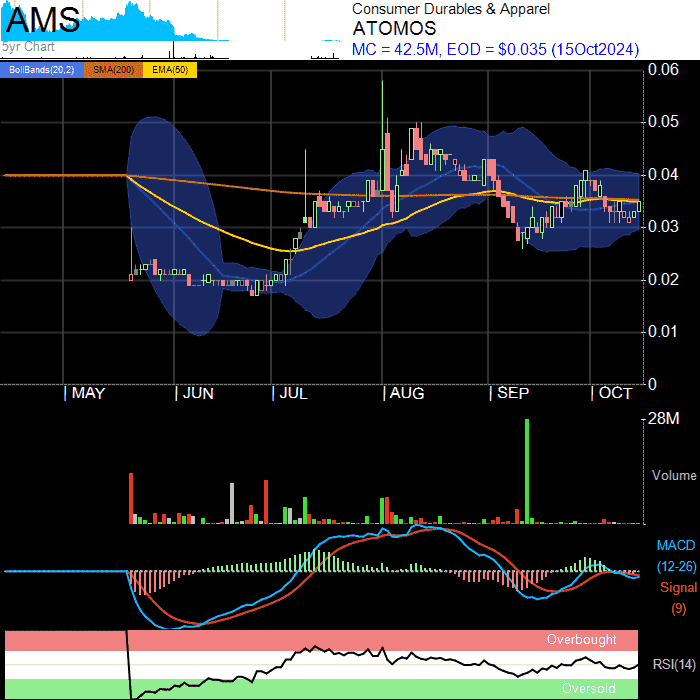 AMS
5yr Chart
Consumer Durables & Apparel
ATOMOS
MC = 42.5M, EOD = $0.035 (15Oct2024)
BollBands(20,2) SMA(200) EMA(50)
0.06
0.05
0.04
0.03
0.02
0.01
0
MAY JUN JUL AUG SEP OCT
28M
Volume
MACD
(12-26)
Signal
(9)
Overbought
RSI(14)
Oversold